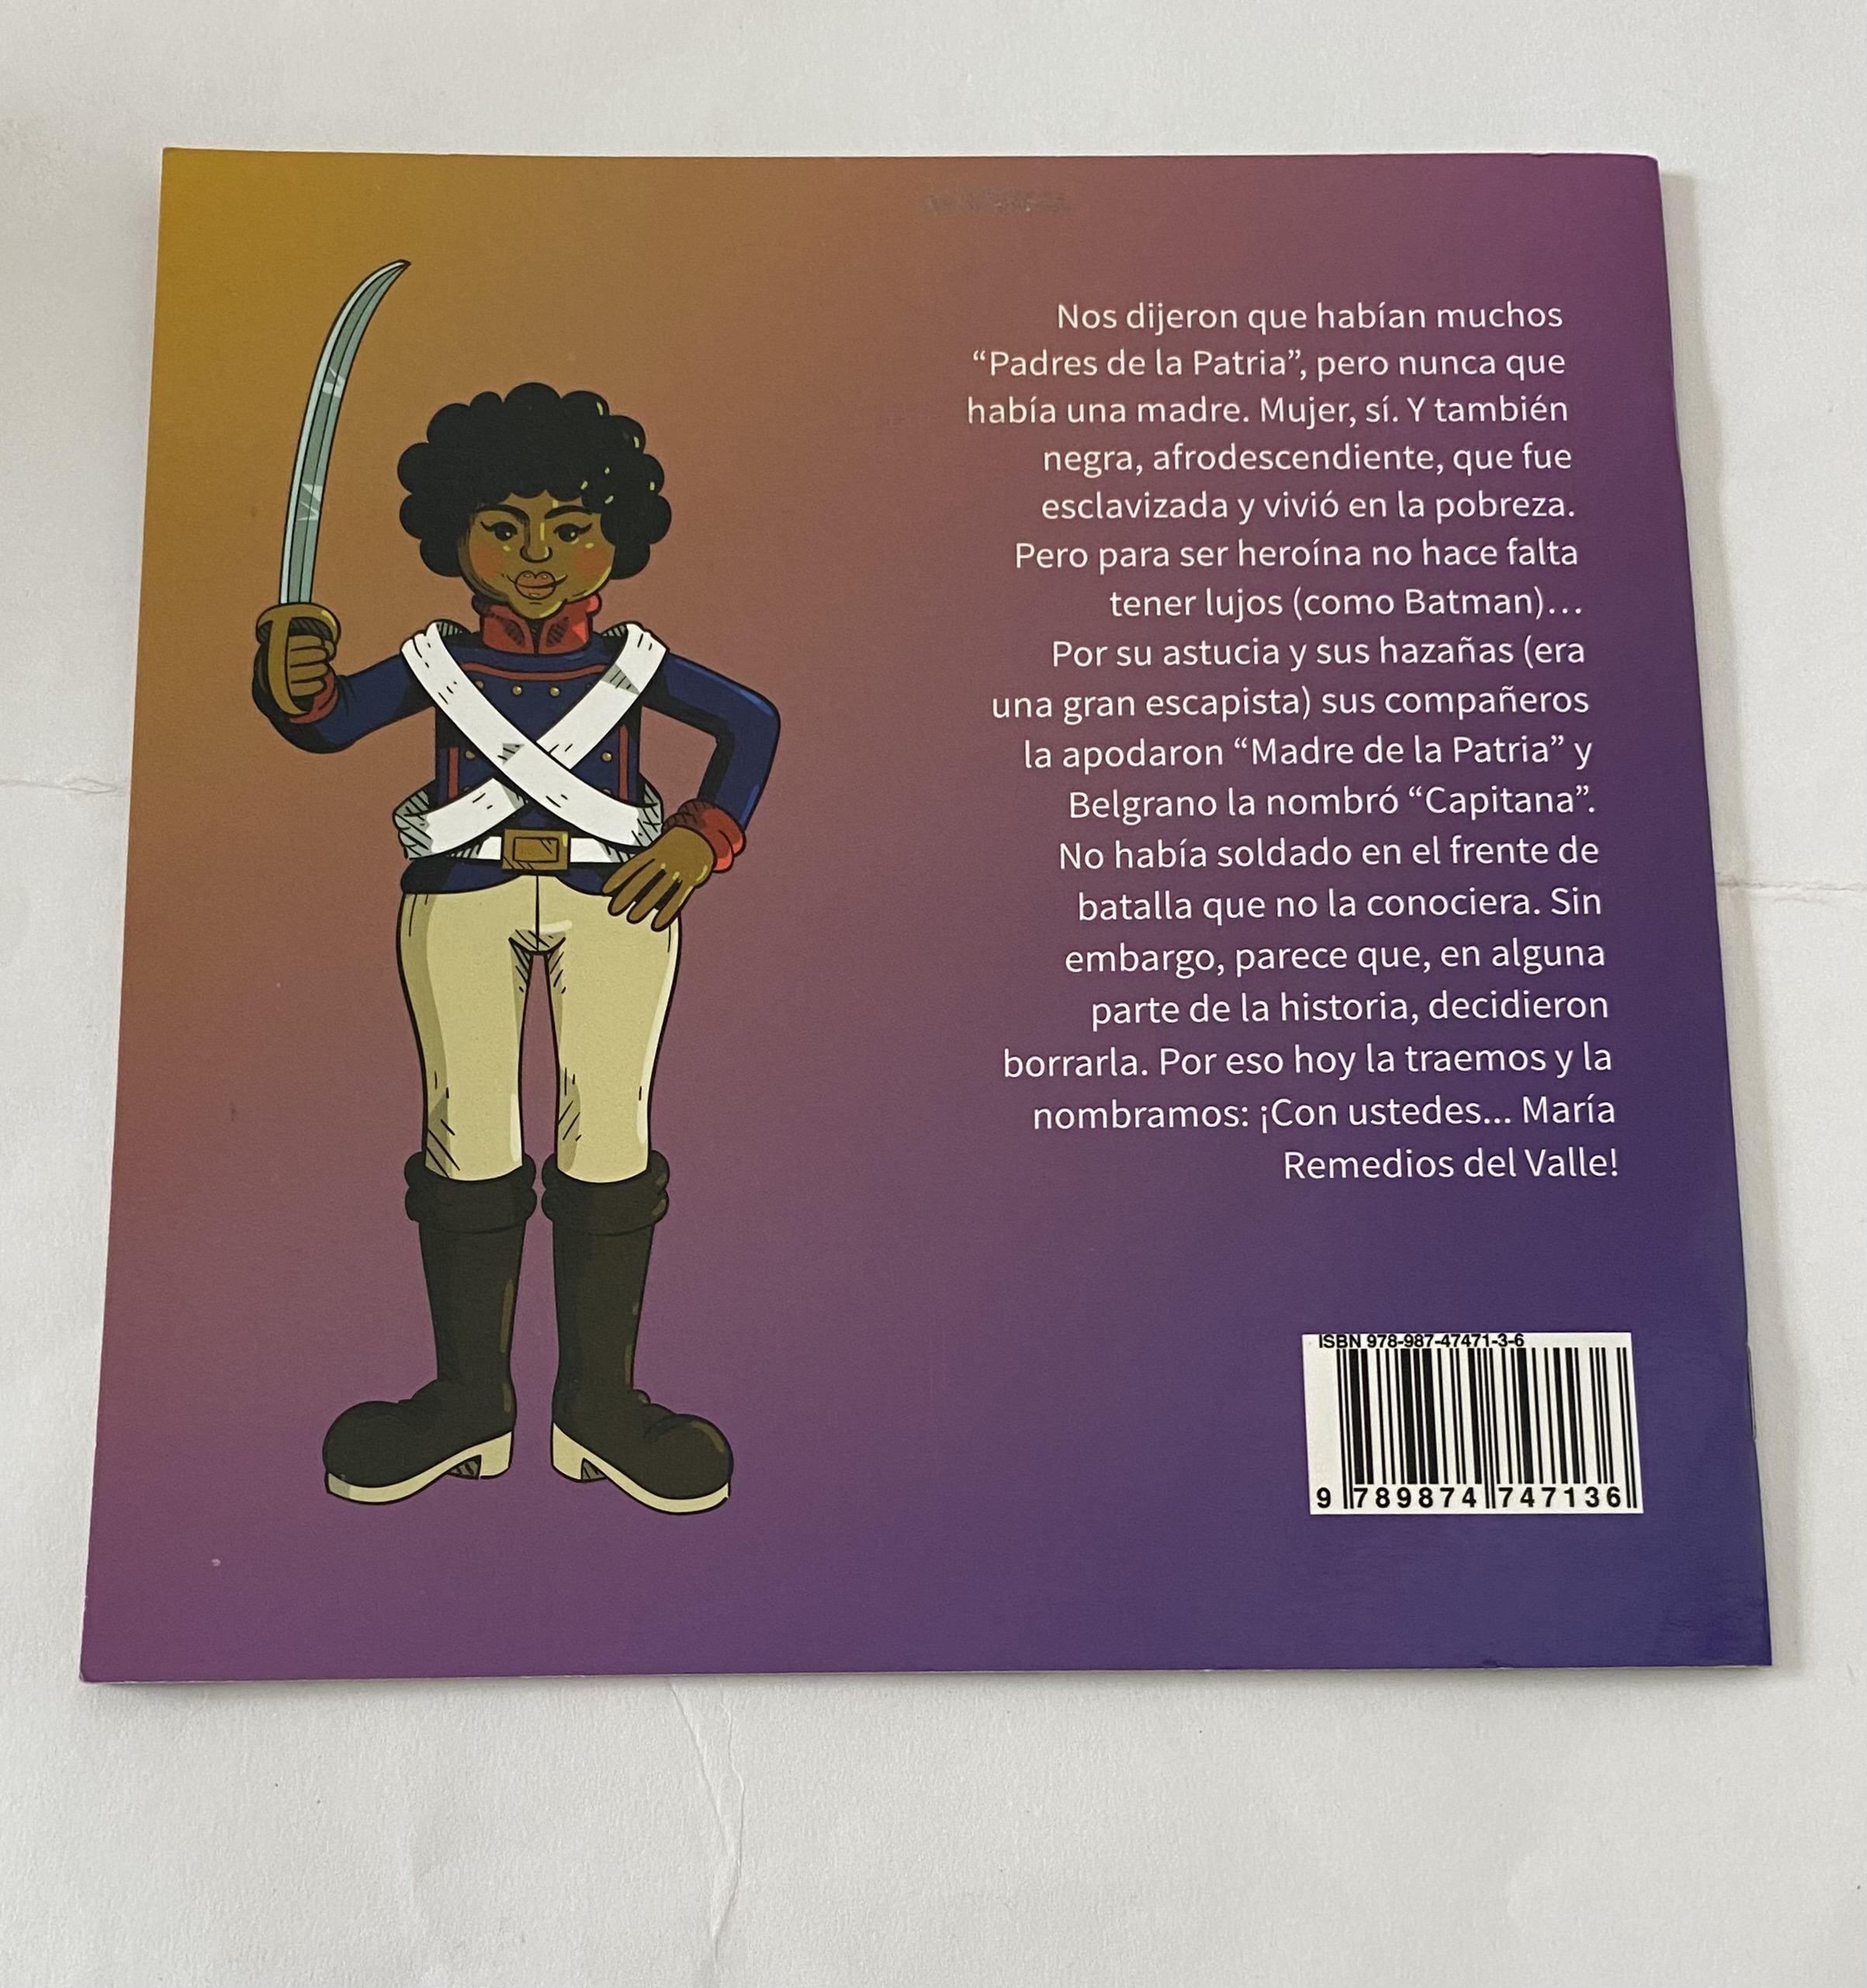 Nos dijeron que habían muchos
“Padres de la Patria”, pero nunca que
había una madre. Mujer, sí. Y también
negra, afrodescendiente, que fue
esclavizada y vivió en la pobreza.
Pero para ser heroína no hace falta
tener lujos (como Batman)…
Por su astucia y sus hazañas (era
una gran escapista) sus compañeros
la apodaron “Madre de la Patria” y
Belgrano la nombró “Capitana”.
No había soldado en el frente de
batalla que no la conociera. Sin
embargo, parece que, en alguna
parte de la historia, decidieron
borrarla. Por eso hoy la traemos y la
nombramos: ¡Con ustedes... María
Remedios del Valle!
ISBN 978-987-47471-3-6
9 789874 747136